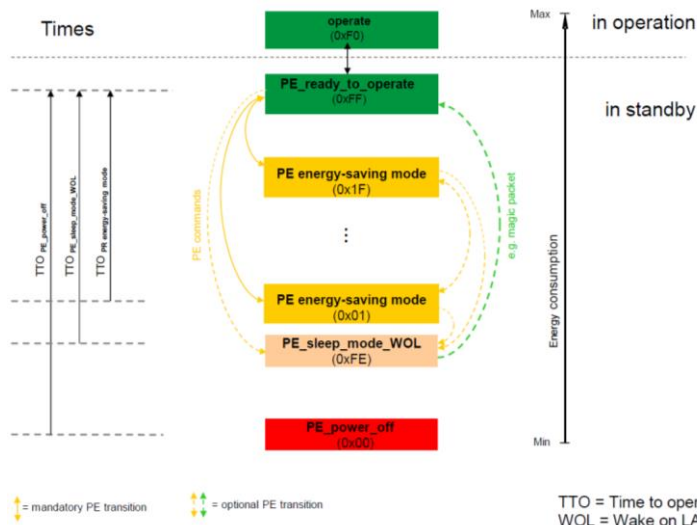 Times
operate
(0xF0)
Max
in operation
PE_ready_to_operate
(0xFF)
in standby
PE energy-saving mode
(0x1F)
TTO PE_power_off
TTO PE_sleep_mode_WOL
TTO PR energy-saving mode
PE commands
e.g. magic packet
Energy consumption
PE energy-saving mode
(0x01)
PE_sleep_mode_WOL
(0xFE)
PE_power_off
(0x00)
Min
= mandatory PE transition
= optional PE transition
TTO = Time to oper
WOL = Wake on LA